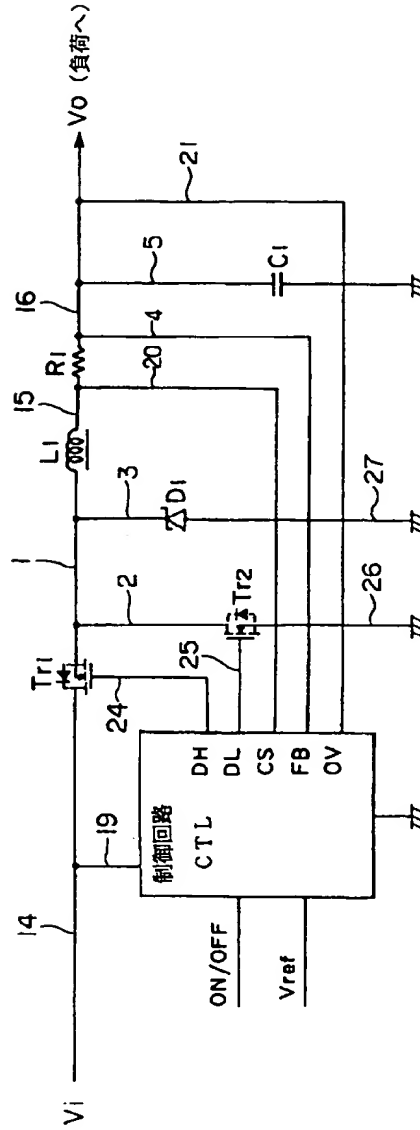 Vi
14
19
Tr1
24
1
2
25
Tr2
26
3
D1
27
L1
15
20
R1
4
16
5
C1
21
Vo (負荷へ)
制御回路
CTL
DH
DL
CS
FB
OV
ON/OFF
Vref